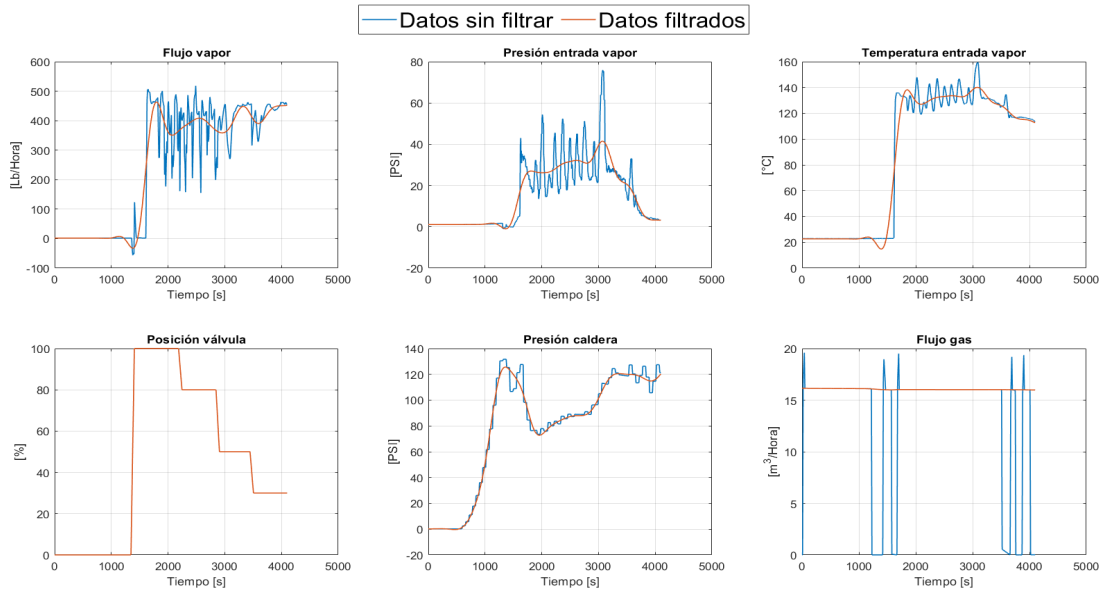 Datos sin filtrar Datos filtrados
Flujo vapor
600
500
400
300
200
100
0
-100
[Lb/Hora]
0 1000 2000 3000 4000 5000
Tiempo [s]
Presión entrada vapor
80
60
40
20
0
-20
[PSI]
0 1000 2000 3000 4000 5000
Tiempo [s]
Temperatura entrada vapor
160
140
120
100
80
60
40
20
0
[°C]
0 1000 2000 3000 4000 5000
Tiempo [s]
Posición válvula
100
80
60
40
20
0
[%]
0 1000 2000 3000 4000 5000
Tiempo [s]
Presión caldera
140
120
100
80
60
40
20
0
-20
[PSI]
0 1000 2000 3000 4000 5000
Tiempo [s]
Flujo gas
20
15
10
5
0
[m³/Hora]
0 1000 2000 3000 4000 5000
Tiempo [s]